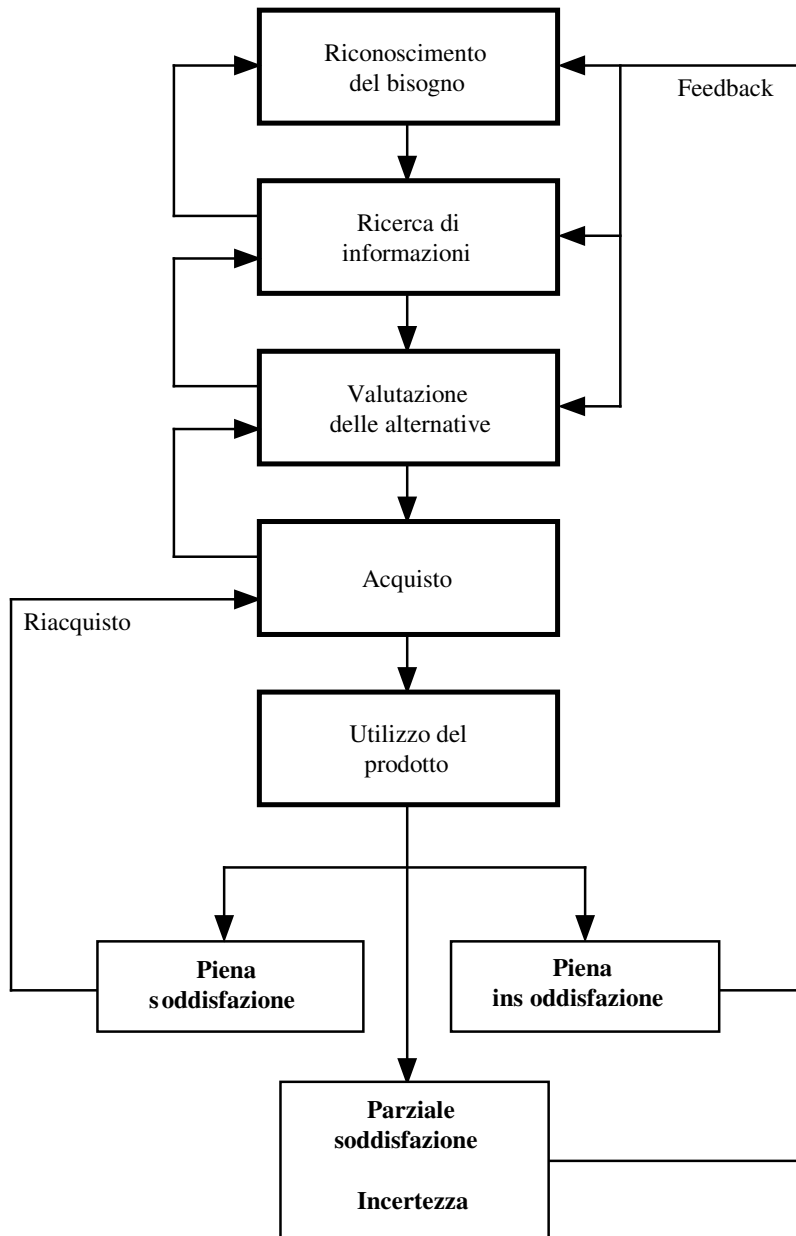 Riconoscimento
del bisogno
Feedback
Ricerca di
informazioni
Valutazione
delle alternative
Acquisto
Riacquisto
Utilizzo del
prodotto
Piena
soddisfazione
Piena
ins oddisfazione
Parziale
soddisfazione
Incertezza